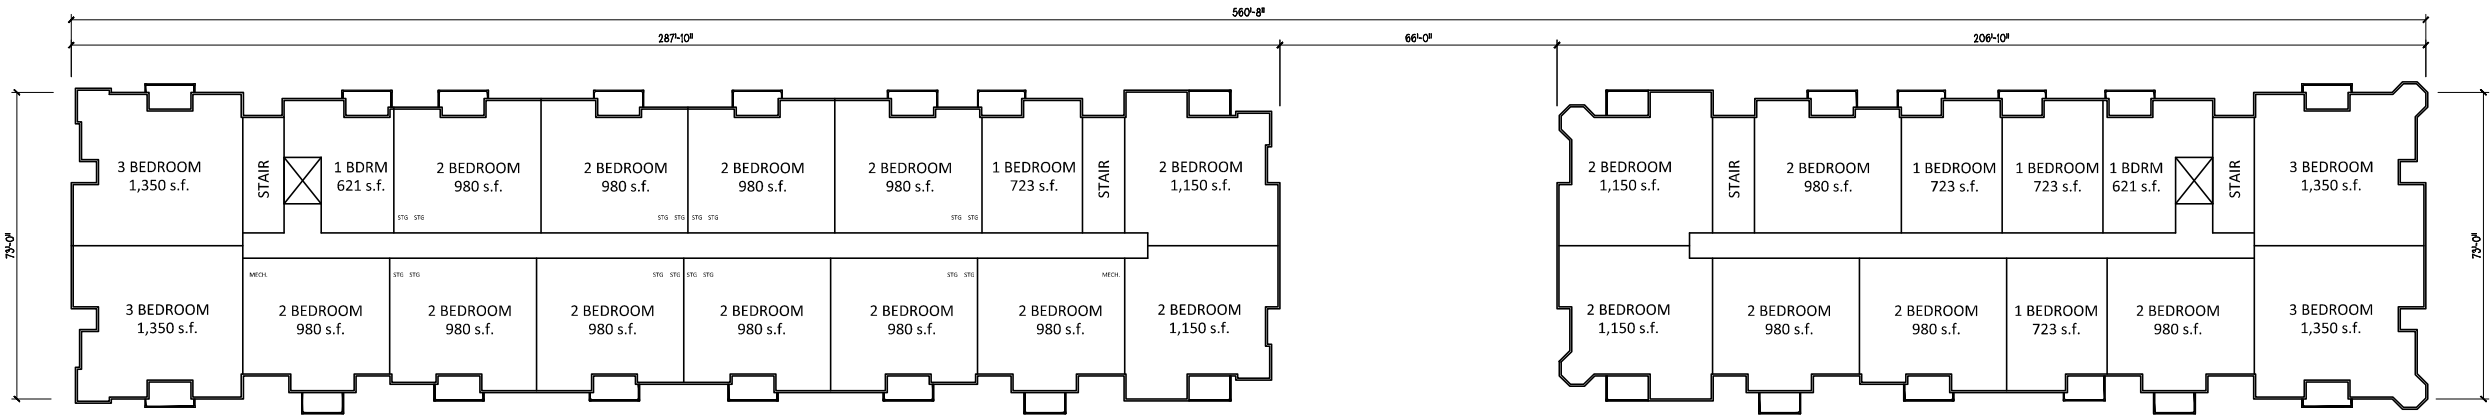 560'-8"
287'-10"
66'-0"
206'-10"
73'-0"
3 BEDROOM
1,350 s.f.
STAIR
1 BDRM
621 s.f.
2 BEDROOM
980 s.f.
2 BEDROOM
980 s.f.
2 BEDROOM
980 s.f.
2 BEDROOM
980 s.f.
1 BEDROOM
723 s.f.
STAIR
2 BEDROOM
1,150 s.f.
STG STG
STG STG STG STG
STG STG
3 BEDROOM
1,350 s.f.
MECH.
2 BEDROOM
980 s.f.
STG STG
2 BEDROOM
980 s.f.
2 BEDROOM
980 s.f.
STG STG STG STG
2 BEDROOM
980 s.f.
2 BEDROOM
980 s.f.
STG STG
2 BEDROOM
980 s.f.
MECH.
2 BEDROOM
1,150 s.f.
2 BEDROOM
1,150 s.f.
STAIR
2 BEDROOM
980 s.f.
1 BEDROOM
723 s.f.
1 BEDROOM
723 s.f.
1 BDRM
621 s.f.
STAIR
3 BEDROOM
1,350 s.f.
2 BEDROOM
1,150 s.f.
2 BEDROOM
980 s.f.
2 BEDROOM
980 s.f.
1 BEDROOM
723 s.f.
2 BEDROOM
980 s.f.
3 BEDROOM
1,350 s.f.
73'-0"